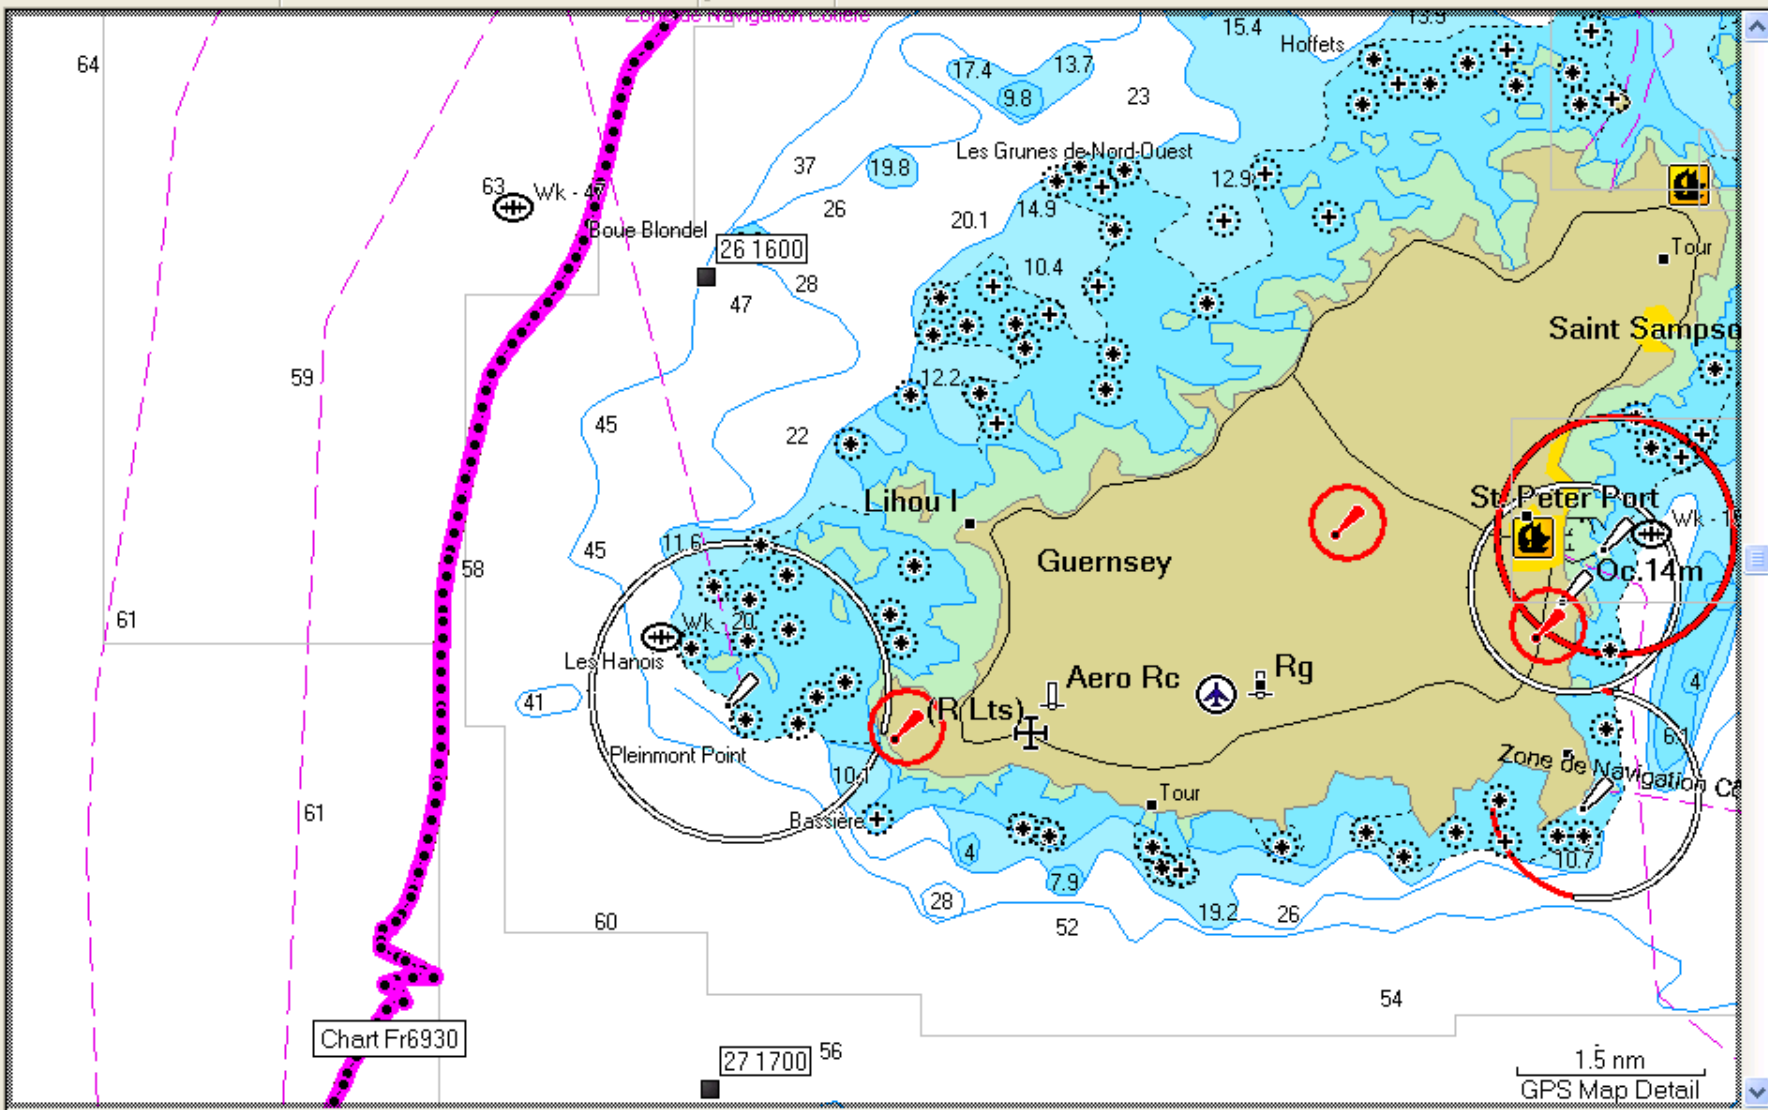 Zone de Navigation Cotiere
64
15.4
13.9
Hoffets
17.4
13.7
9.8
23
Les Grunes de Nord-Ouest
37
19.8
12.9
63
Wk - 47
26
14.9
20.1
Boue Blondel
26 1600
Tour
10.4
28
47
Saint Sampso
59
12.2
45
22
Lihou I
St. Peter Port
Wk - 1
11.6
45
Guernsey
58
Oc.14m
61
Wk - 20
Les Hanois
Aero Rc
Rg
4
41
(R Lts)
6.1
Pleinmont Point
Zone de Navigation Cô
10.1
Tour
61
Bassiere
4
10.7
7.9
28
19.2
26
60
52
54
Chart Fr6930
56
27 1700
1.5 nm
GPS Map Detail